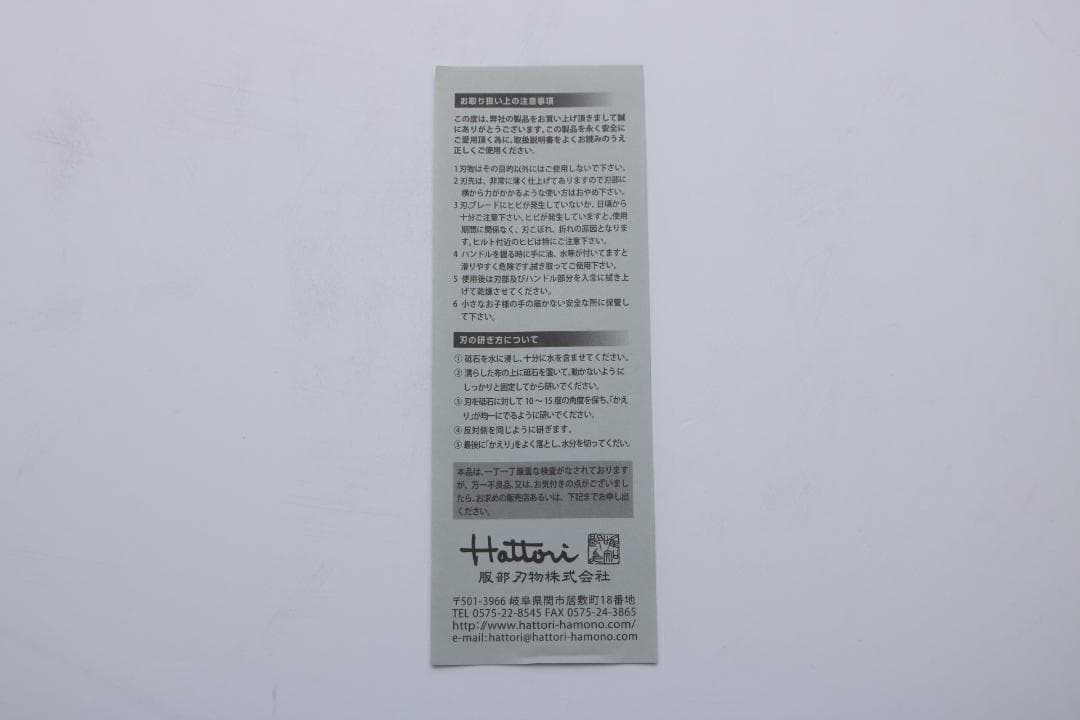 お取り扱い上の注意事項
この度は、弊社の製品をお買い上げ頂きまして誠
にありがとうございます。この製品を永く安全に
ご愛用頂く為に、取扱説明書をよくお読みのうえ
正しくご使用ください。
1 刃物はその目的以外にはご使用しないで下さい。
2 刃先は、非常に薄く仕上げてありますので刃部に
横から力がかかるような使い方はおやめ下さい。
3 刃、ブレードにヒビが発生していないか、日頃から
十分ご注意下さい。ヒビが発生していますと、使用
期間に関係なく、刃こぼれ、折れの原因となりま
す。ヒルト付近のヒビは特にご注意下さい。
4 ハンドルを握る時に手に油、水等が付いてますと
滑りやすく危険です。拭き取ってご使用下さい。
5 使用後は刃部及びハンドル部分を入念に拭き上
げて乾燥させてください。
6 小さなお子様の手の届かない安全な所に保管し
て下さい。
刃の研ぎ方について
① 砥石を水に浸し、十分に水を含ませてください。
② 濡らした布の上に砥石を置いて、動かないように
しっかりと固定してから研いでください。
③ 刃を砥石に対して10～15度の角度を保ち、「かえ
り」が均一にでるように研いでください。
④ 反対側を同じように研ぎます。
⑤ 最後に「かえり」をよく落とし、水分を切ってくだい。
本品は、一丁一丁厳重な検査がなされております
が、万一不良品、又は、お気付きの点がございまし
たら、お求めの販売店あるいは、下記までお申し出
ください。
Hattori
服部刃物株式会社
〒501-3966 岐阜県関市居敷町18番地
TEL 0575-22-8545 FAX 0575-24-3865
http://www.hattori-hamono.com/
e-mail:hattori@hattori-hamono.com